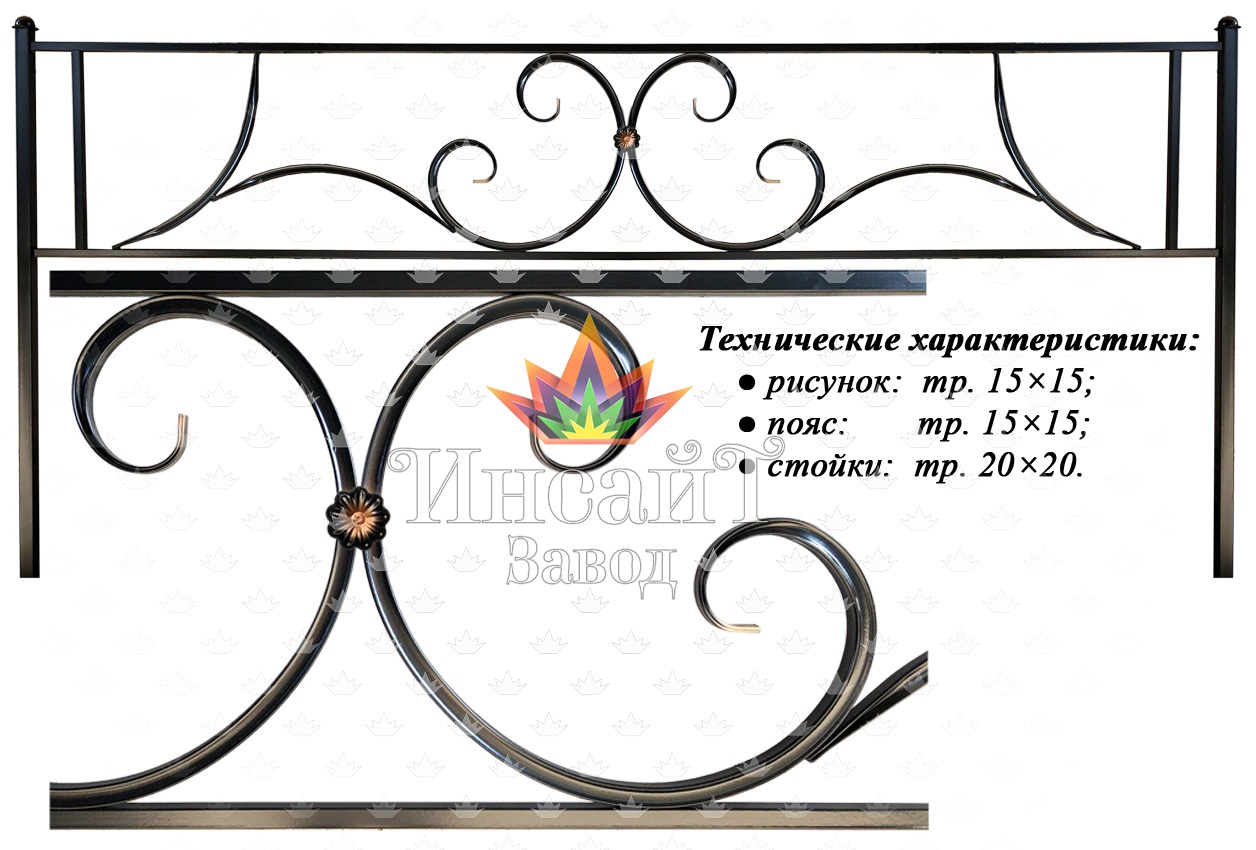 Технические характеристики:
● рисунок: тр. 15×15;
● пояс: тр. 15×15;
● стойки: тр. 20×20.
ИнсайТ
Завод